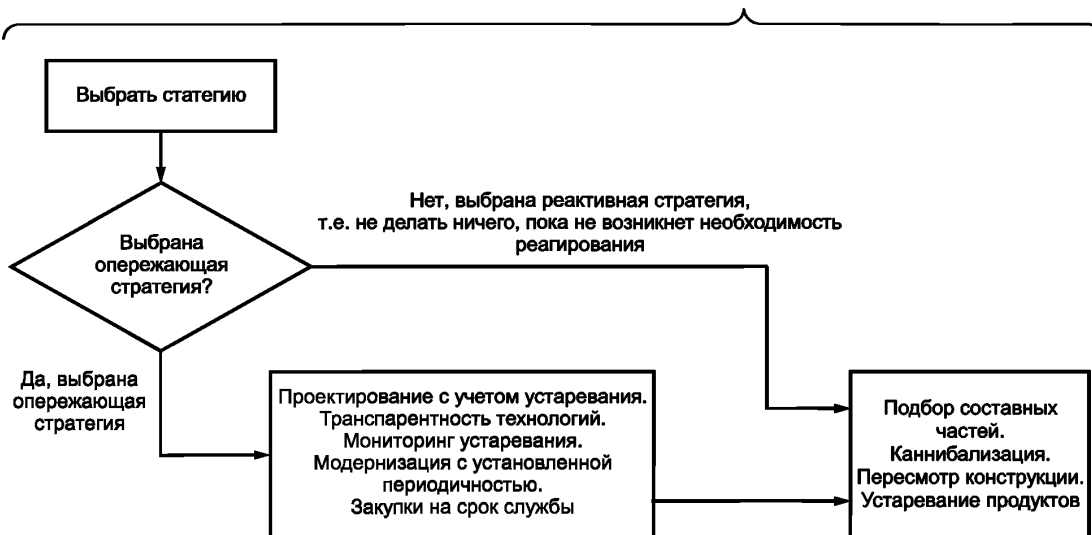 Выбрать статегию
Нет, выбрана реактивная стратегия,
т.е. не делать ничего, пока не возникнет необходимость
реагирования
Выбрана
опережающая
стратегия?
Да, выбрана
опережающая
стратегия
Проектирование с учетом устаревания.
Транспарентность технологий.
Мониторинг устаревания.
Модернизация с установленной
периодичностью.
Закупки на срок службы
Подбор составных
частей.
Каннибализация.
Пересмотр конструкции.
Устаревание продуктов